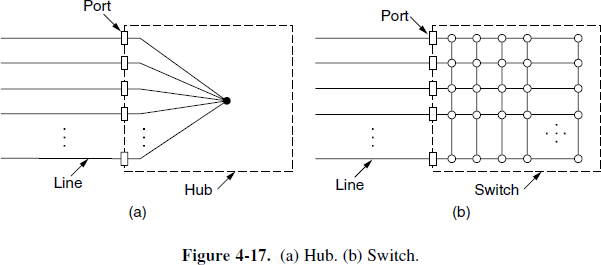 Port
Line
Hub
(a)
Port
Line
Switch
(b)
Figure 4-17. (a) Hub. (b) Switch.